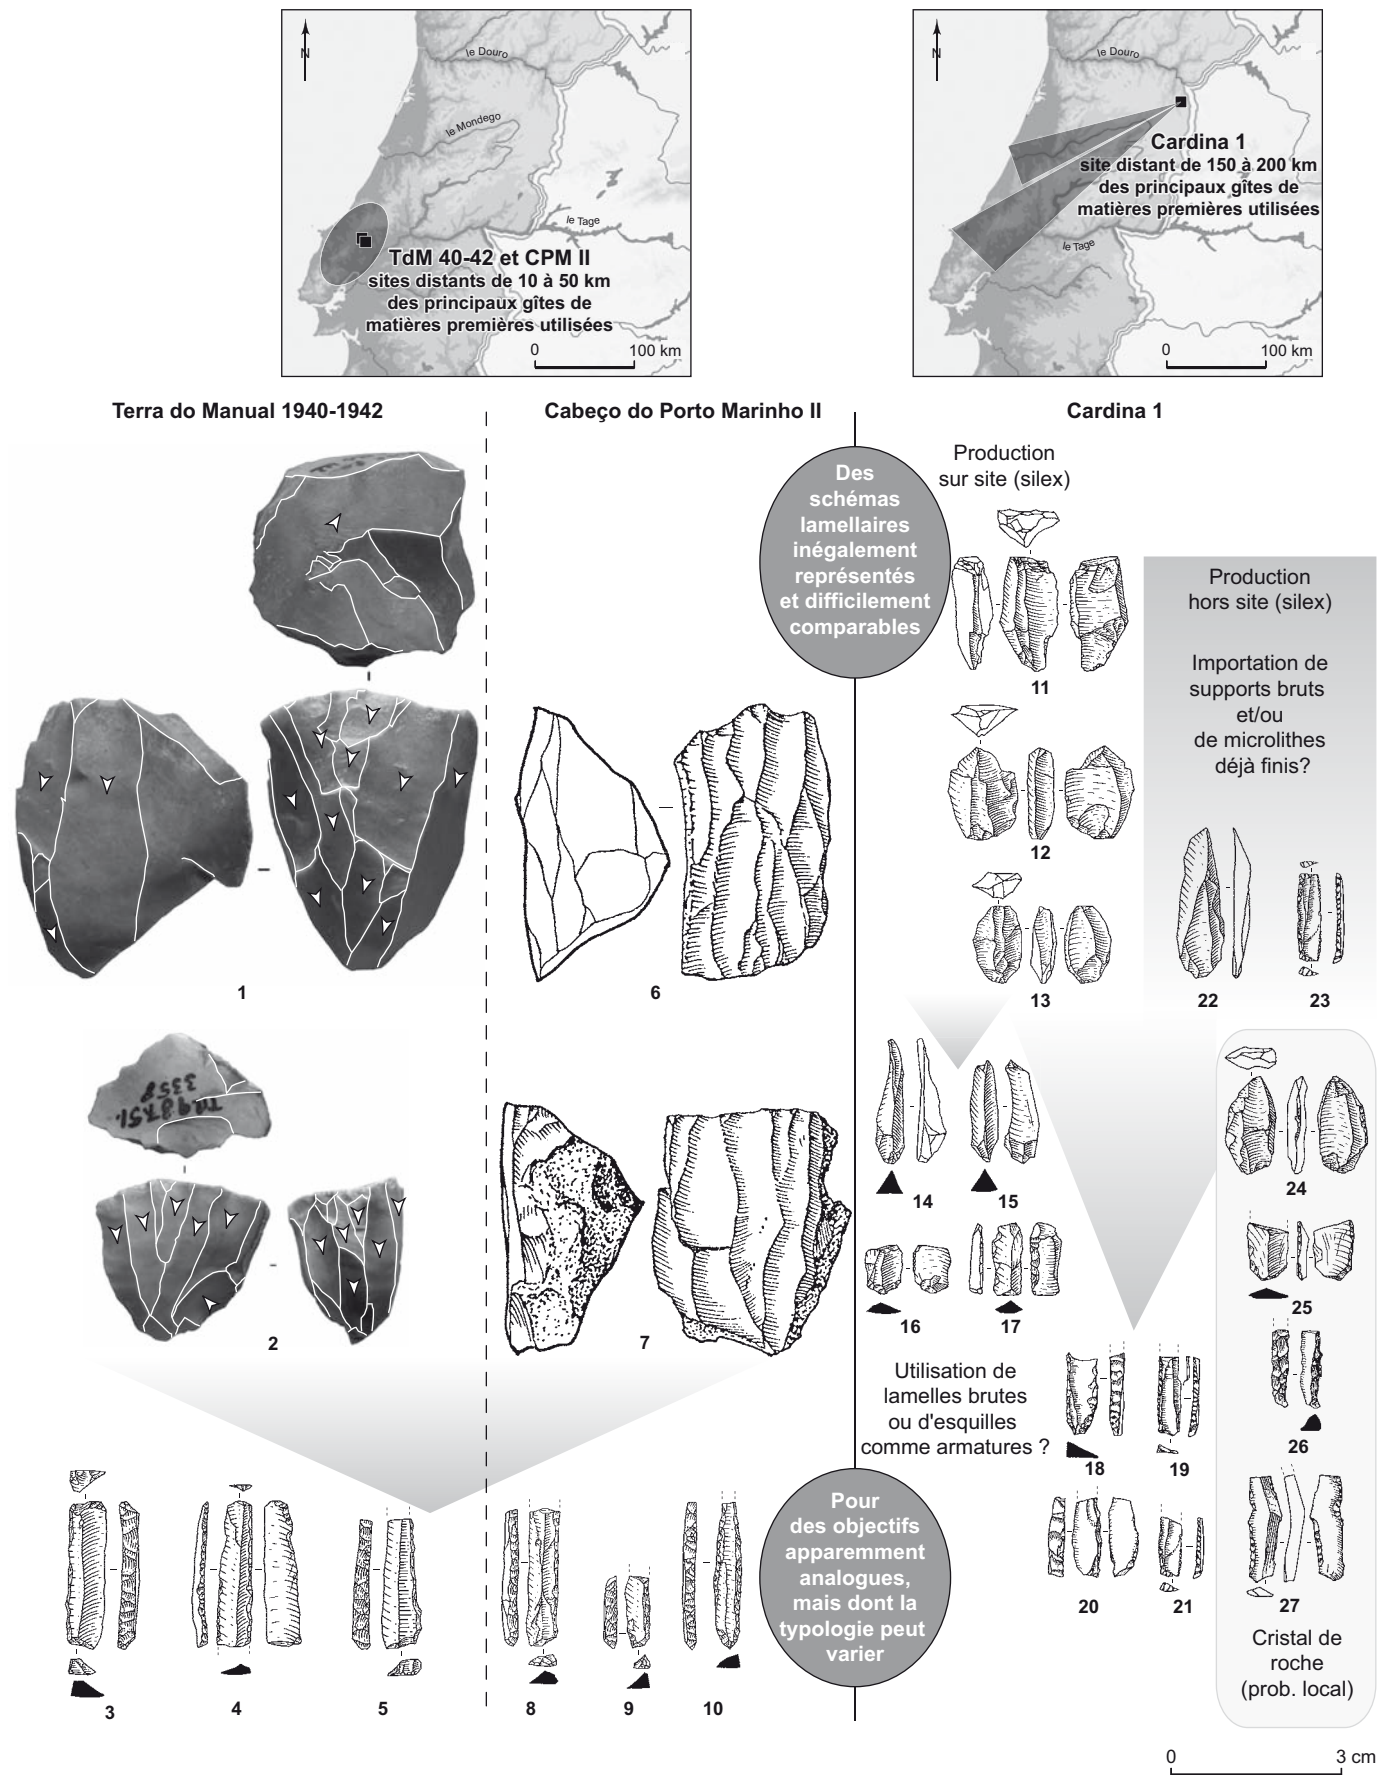 N
le Douro
le Mondego
le Tage
TdM 40-42 et CPM II
sites distants de 10 à 50 km
des principaux gîtes de
matières premières utilisées
0 100 km
N
le Douro
Cardina 1
site distant de 150 à 200 km
des principaux gîtes de
matières premières utilisées
le Tage
0 100 km
Terra do Manual 1940-1942
Cabeço do Porto Marinho II
Cardina 1
Des
schémas
lamellaires
inégalement
représentés
et difficilement
comparables
Production
sur site (silex)
11
12
13
Production
hors site (silex)
Importation de
supports bruts
et/ou
de microlithes
déjà finis?
22
23
1
6
3358
2
7
14
15
16
17
Utilisation de
lamelles brutes
ou d'esquilles
comme armatures ?
18
19
20
21
24
25
26
27
Cristal de
roche
(prob. local)
Pour
des objectifs
apparemment
analogues,
mais dont la
typologie peut
varier
3
4
5
8
9
10
0 3 cm